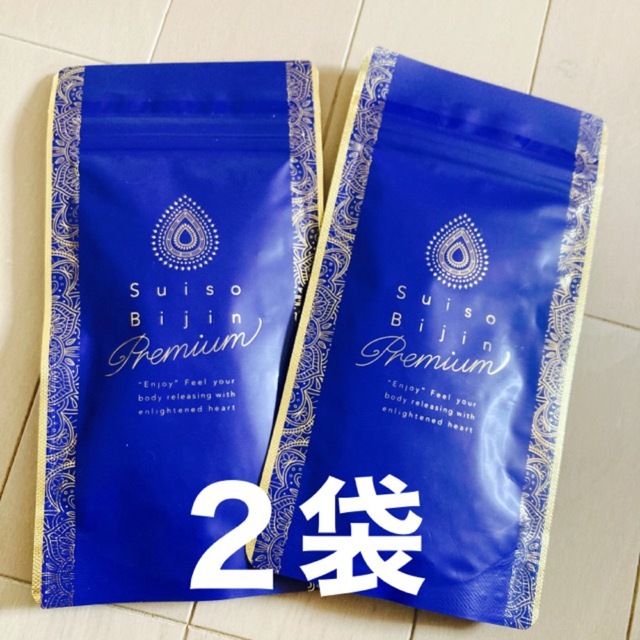 Suiso
Bijin
Premium
"Enjoy" Feel your
body releasing with
enlightened heart
Suiso
Bijin
Premium
"Enjoy" Feel your
body releasing with
enlightened heart
2袋